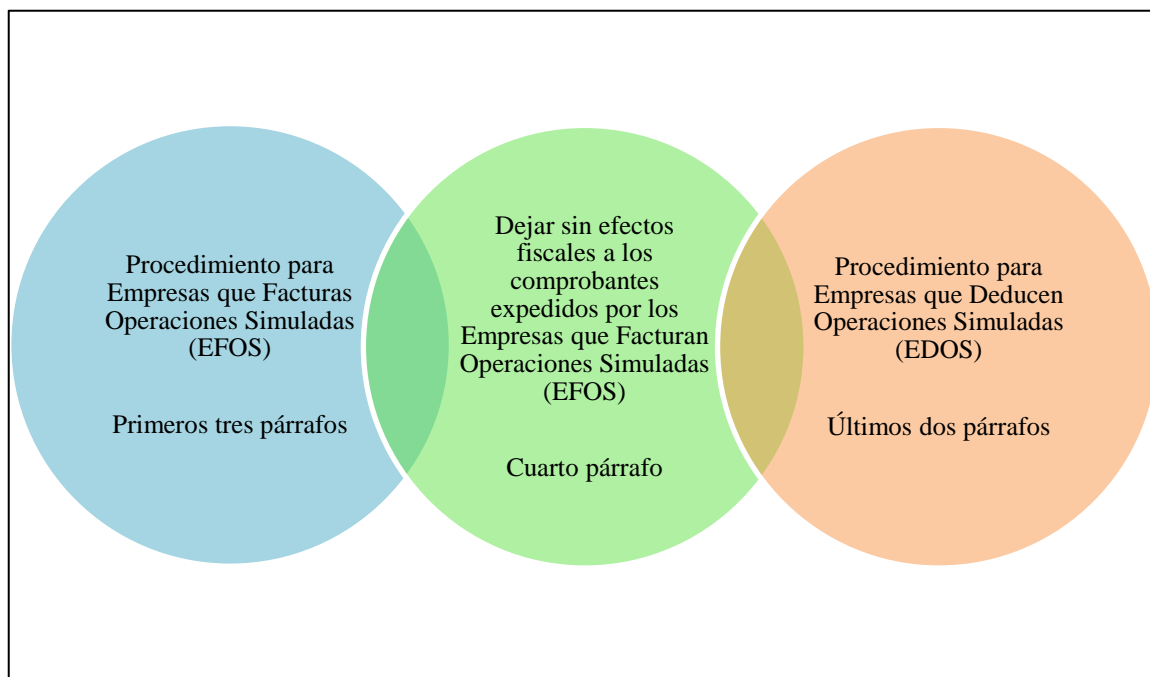 Procedimiento para
Empresas que Facturas
Operaciones Simuladas
(EFOS)
Primeros tres párrafos
Dejar sin efectos
fiscales a los
comprobantes
expedidos por los
Empresas que Facturan
Operaciones Simuladas
(EFOS)
Cuarto párrafo
Procedimiento para
Empresas que Deducen
Operaciones Simuladas
(EDOS)
Últimos dos párrafos